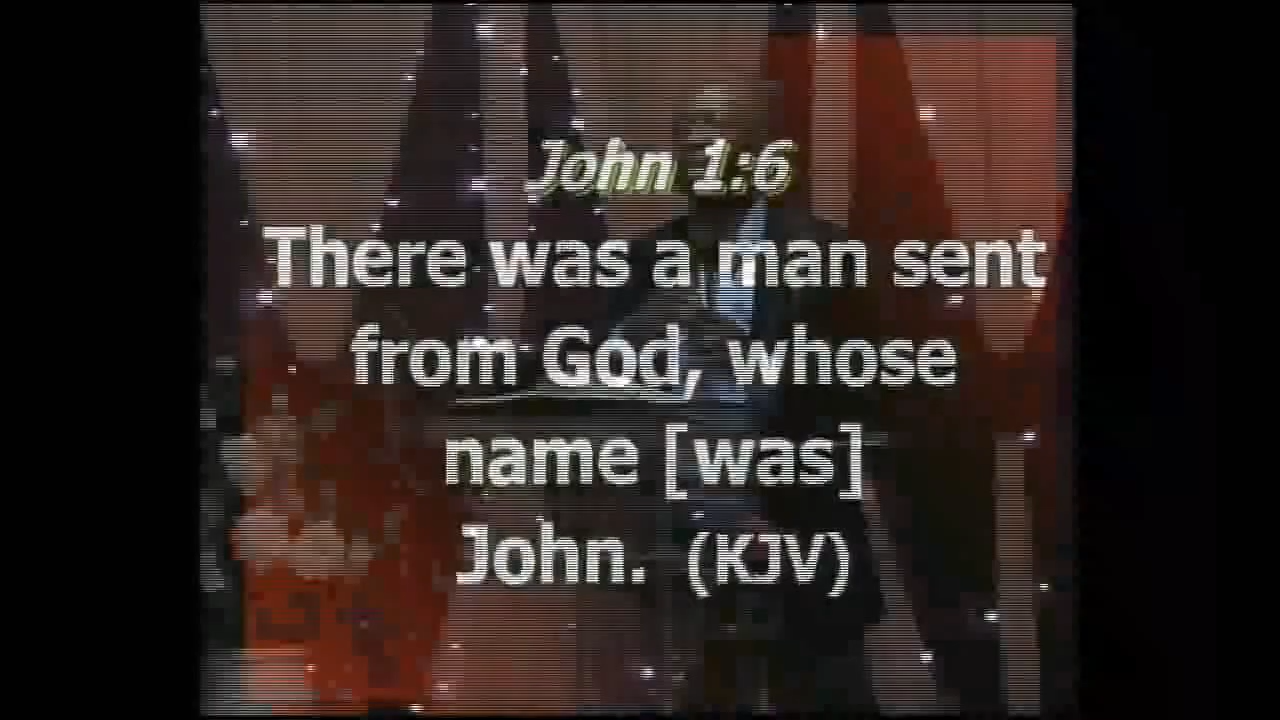 John 1:6
There was a man sent
from God, whose
name [was]
John. (KJV)